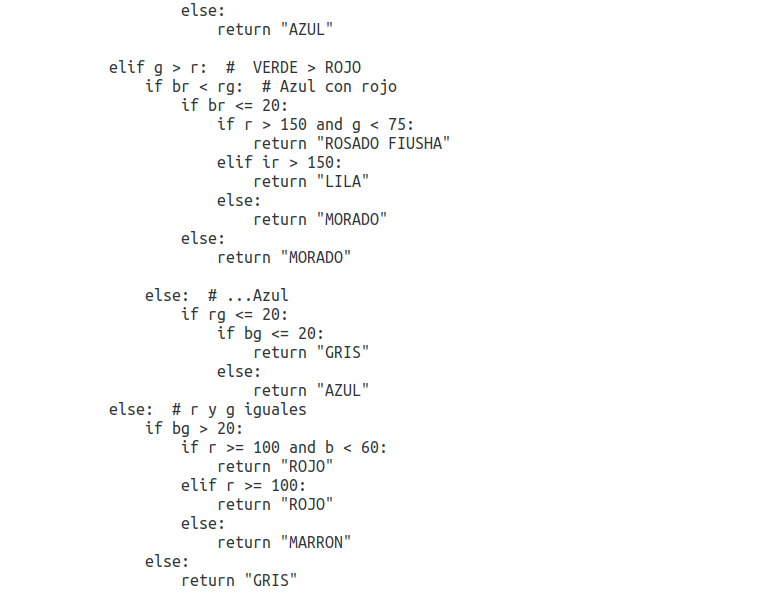 else:
return "AZUL"
elif g > r:  #  VERDE > ROJO
if br < rg:  # Azul con rojo
if br <= 20:
if r > 150 and g < 75:
return "ROSADO FIUSHA"
elif ir > 150:
return "LILA"
else:
return "MORADO"
else:
return "MORADO"
else:  # ...Azul
if rg <= 20:
if bg <= 20:
return "GRIS"
else:
return "AZUL"
else:  # r y g iguales
if bg > 20:
if r >= 100 and b < 60:
return "ROJO"
elif r >= 100:
return "ROJO"
else:
return "MARRON"
else:
return "GRIS"